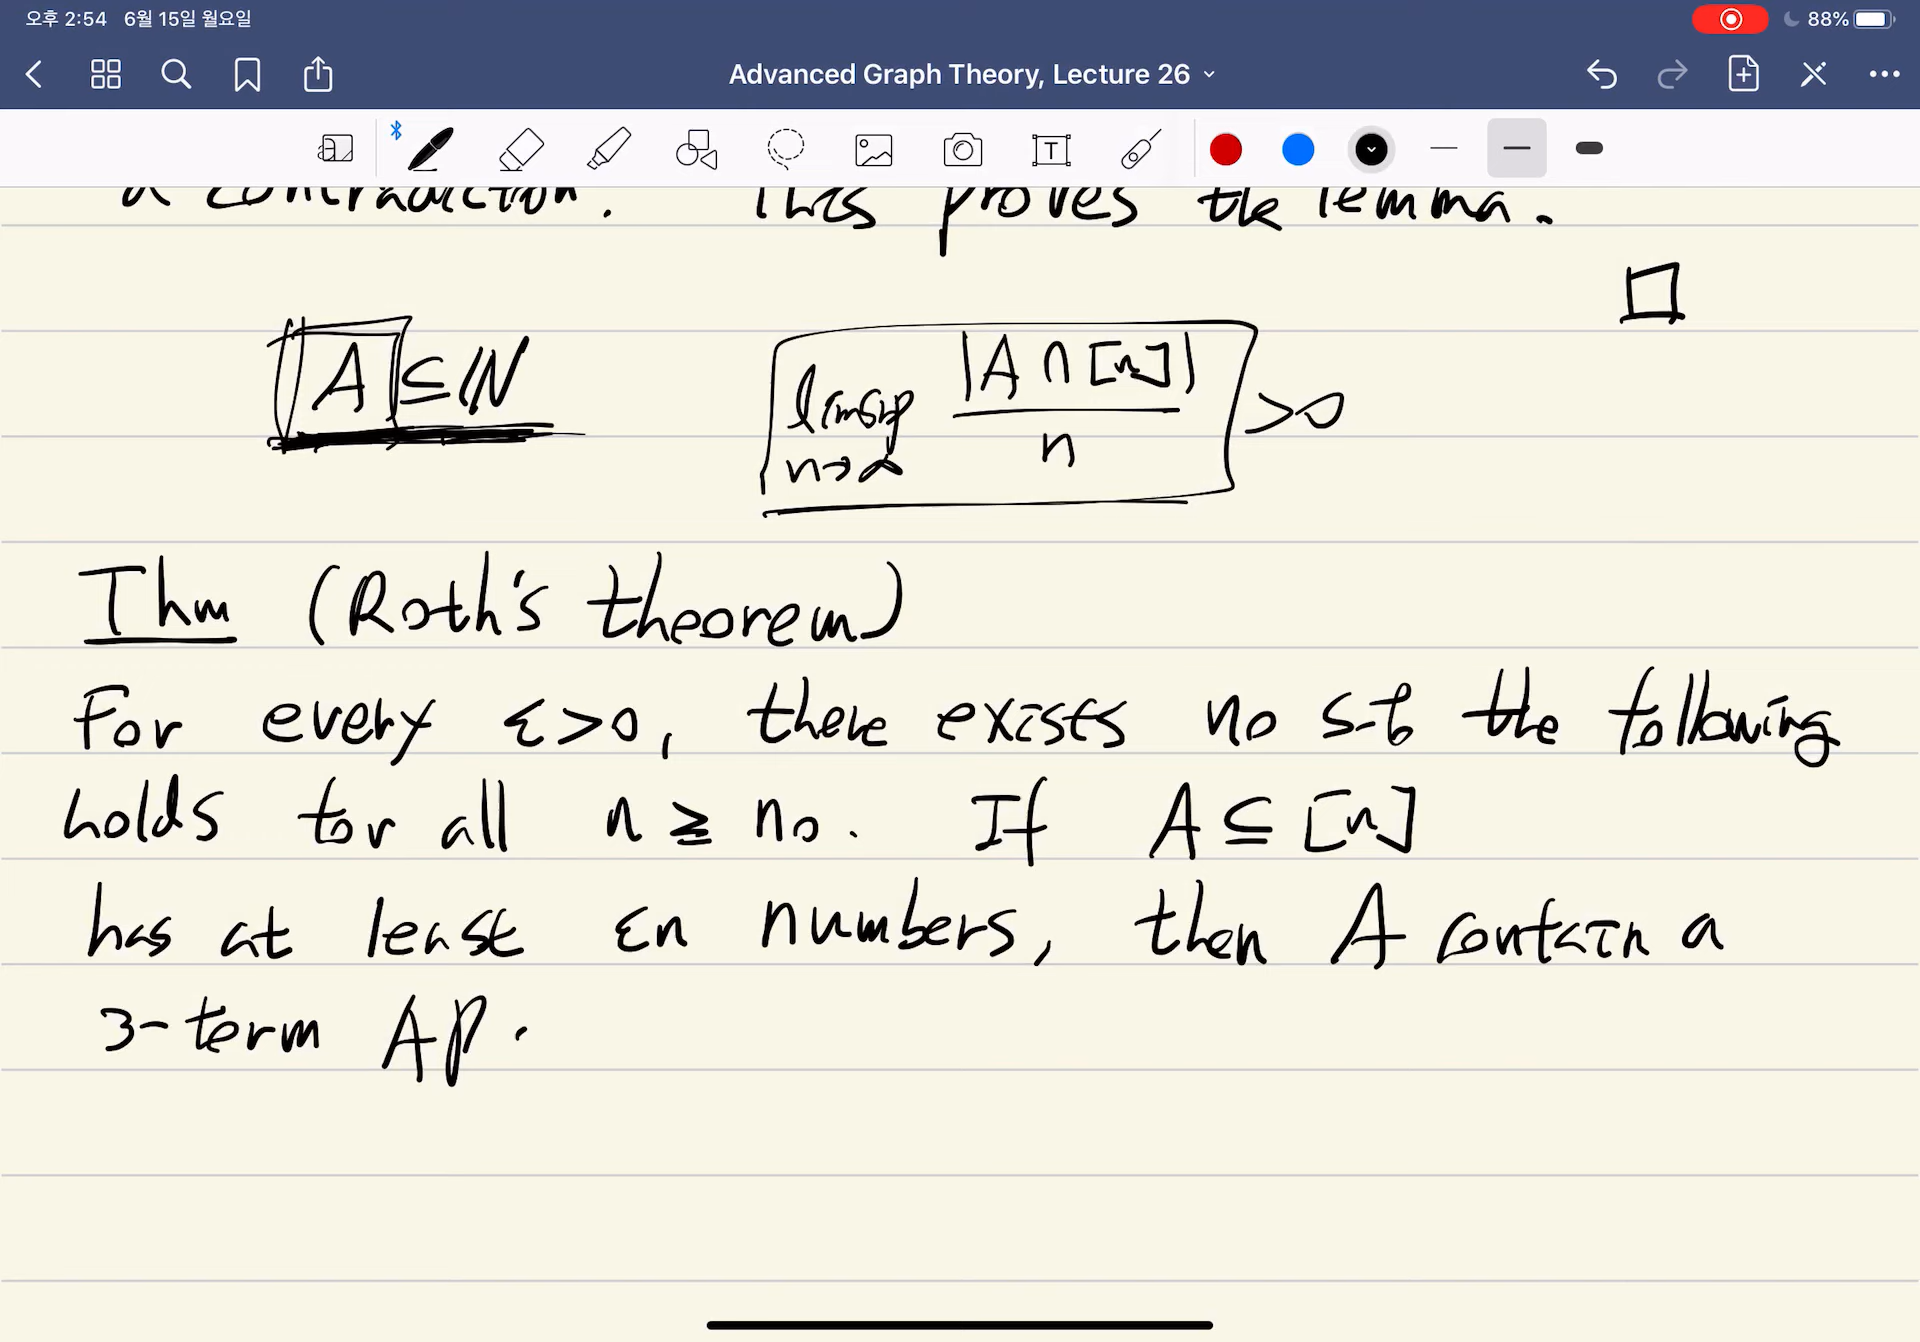 오후 2:54 6월 15일 월요일
88%
Advanced Graph Theory, Lecture 26
a contradiction. This proves the lemma.
□
A ⊆ ℕ
limsup n→∞ |A ∩ [n]| / n > 0
Thm (Roth's theorem)
For every ε>0, there exists n₀ s.t the following
holds for all n ≥ n₀. If A ⊆ [n]
has at least εn numbers, then A contain a
3-term AP.